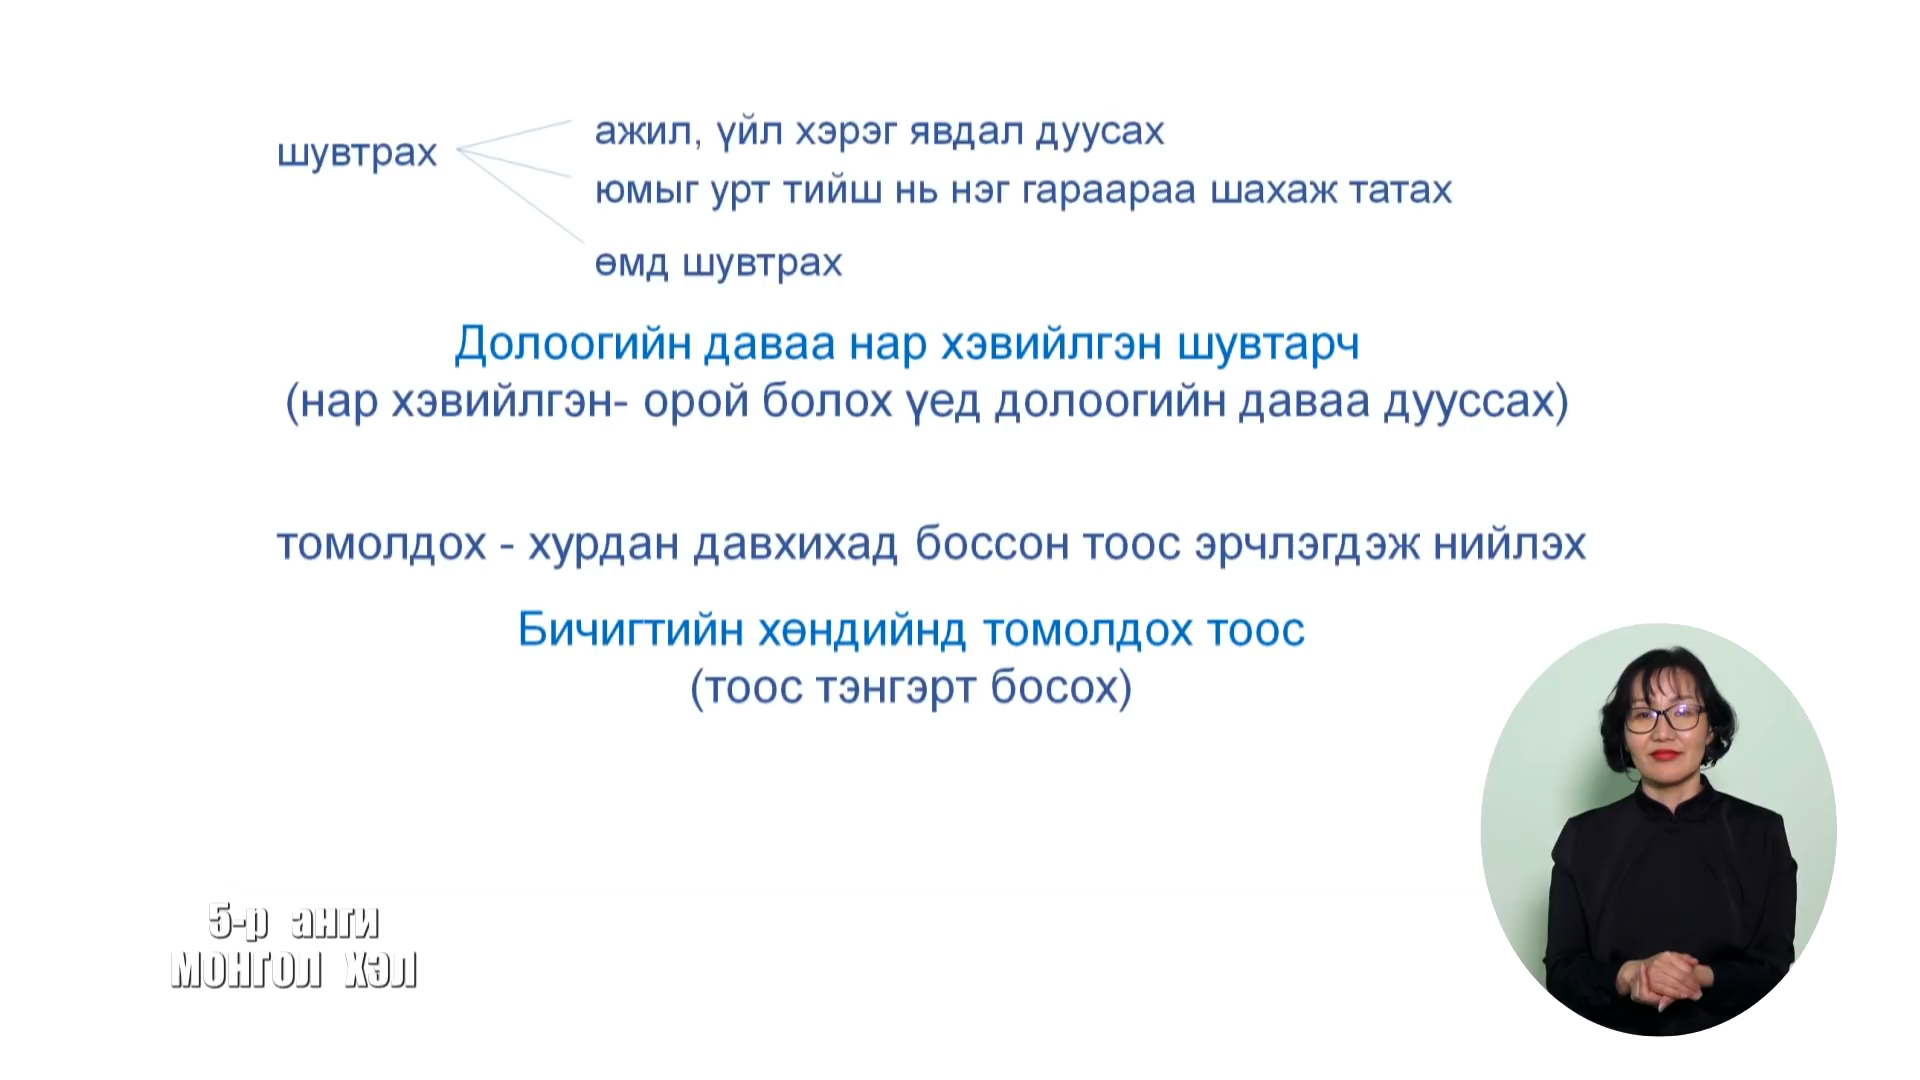 шувтрах
ажил, үйл хэрэг явдал дуусах
юмыг урт тийш нь нэг гараараа шахаж татах
өмд шувтрах
Долоогийн даваа нар хэвийлгэн шувтарч
(нар хэвийлгэн- орой болох үед долоогийн даваа дууссах)
томолдох - хурдан давхихад боссон тоос эрчлэгдэж нийлэх
Бичигтийн хөндийнд томолдох тоос
(тоос тэнгэрт босох)
5-р анги
МОНГОЛ ХЭЛ